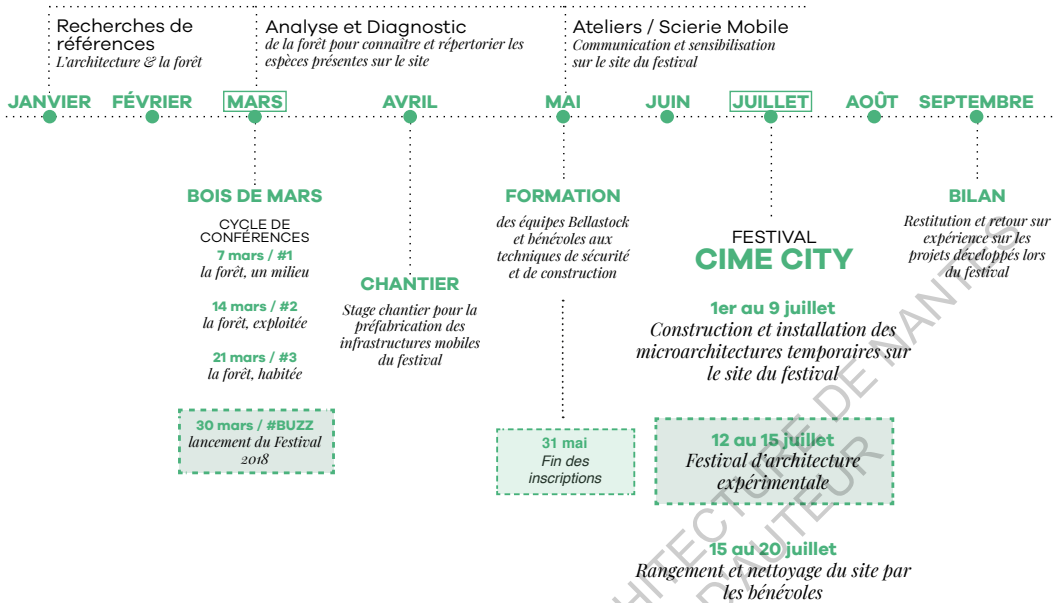 Recherches de
références
L'architecture & la forêt
Analyse et Diagnostic
de la forêt pour connaître et répertorier les
espèces présentes sur le site
Ateliers / Scierie Mobile
Communication et sensibilisation
sur le site du festival
JANVIER FÉVRIER MARS AVRIL MAI JUIN JUILLET AOÛT SEPTEMBRE
BOIS DE MARS
CYCLE DE
CONFÉRENCES
7 mars / #1
la forêt, un milieu
14 mars / #2
la forêt, exploitée
21 mars / #3
la forêt, habitée
30 mars / #BUZZ
lancement du Festival
2018
CHANTIER
Stage chantier pour la
préfabrication des
infrastructures mobiles
du festival
FORMATION
des équipes Bellastock
et bénévoles aux
techniques de sécurité
et de construction
31 mai
Fin des
inscriptions
FESTIVAL
CIME CITY
1er au 9 juillet
Construction et installation des
microarchitectures temporaires sur
le site du festival
12 au 15 juillet
Festival d'architecture
expérimentale
15 au 20 juillet
Rangement et nettoyage du site par
les bénévoles
BILAN
Restitution et retour sur
expérience sur les
projets développés lors
du festival
HITECTURE DE NANTES
D'AUTEUR